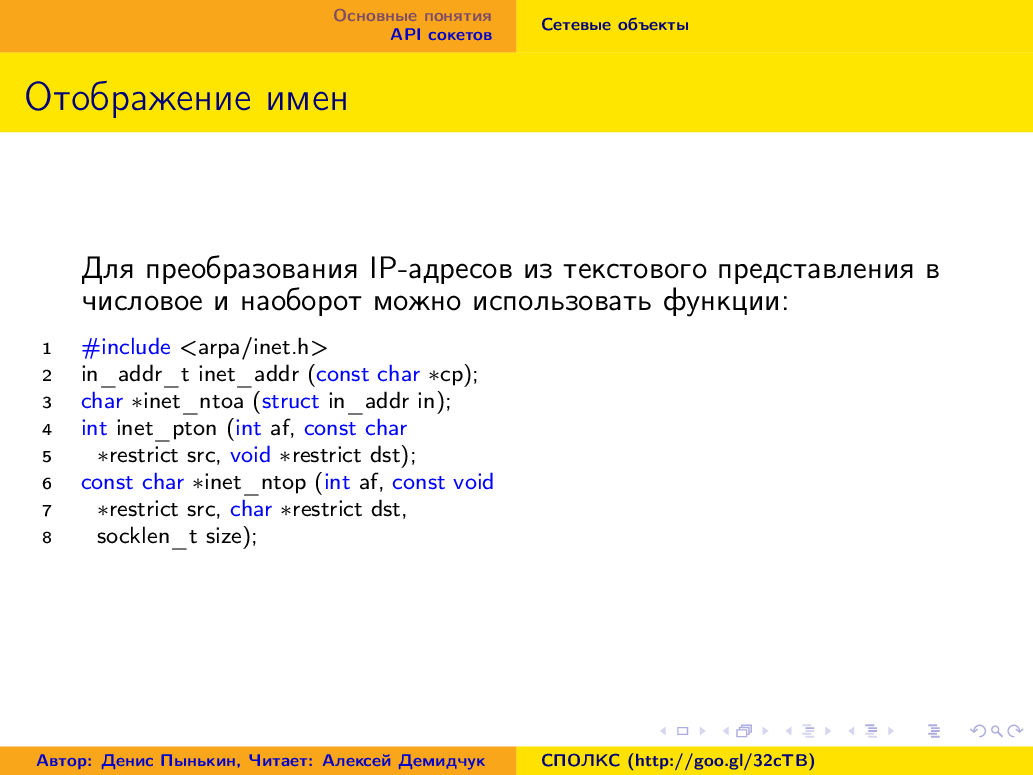 Основные понятия
API сокетов
Сетевые объекты
Отображение имен
Для преобразования IP-адресов из текстового представления в
числовое и наоборот можно использовать функции:
1 #include <arpa/inet.h>
2 in_addr_t inet_addr (const char *cp);
3 char *inet_ntoa (struct in_addr in);
4 int inet_pton (int af, const char
5 *restrict src, void *restrict dst);
6 const char *inet_ntop (int af, const void
7 *restrict src, char *restrict dst,
8 socklen_t size);
Автор: Денис Пынькин, Читает: Алексей Демидчук
СПОЛКС (http://goo.gl/32cTB)